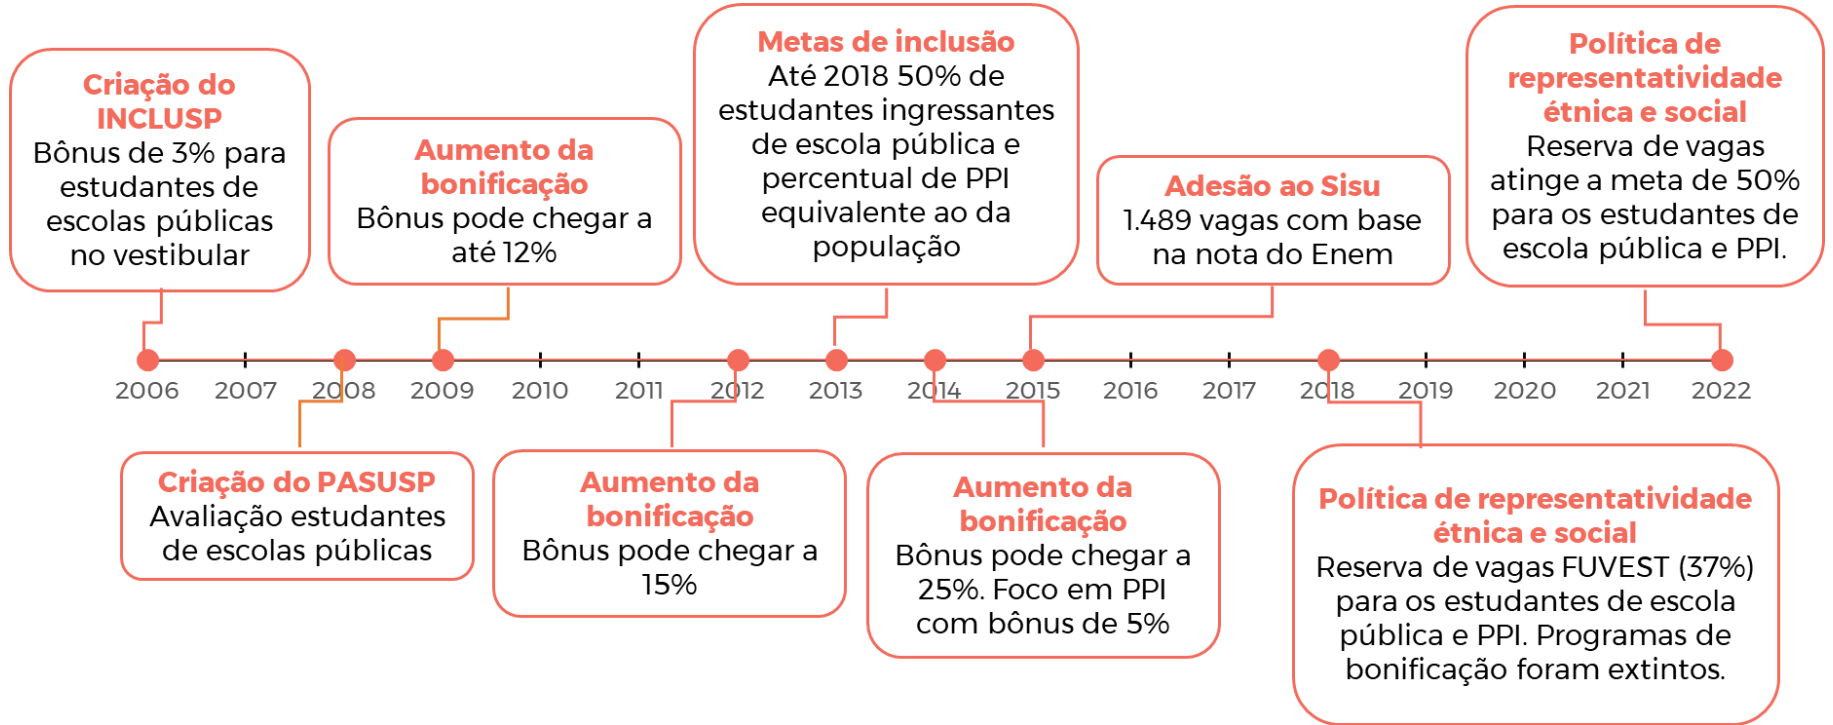 Criação do
INCLUSP
Bônus de 3% para
estudantes de
escolas públicas
no vestibular
Aumento da
bonificação
Bônus pode chegar a
até 12%
Metas de inclusão
Até 2018 50% de
estudantes ingressantes
de escola pública e
percentual de PPI
equivalente ao da
população
Adesão ao Sisu
1.489 vagas com base
na nota do Enem
Política de
representatividade
étnica e social
Reserva de vagas
atinge a meta de 50%
para os estudantes de
escola pública e PPI.
2006 2007 2008 2009 2010 2011 2012 2013 2014 2015 2016 2017 2018 2019 2020 2021 2022
Criação do PASUSP
Avaliação estudantes
de escolas públicas
Aumento da
bonificação
Bônus pode chegar a
15%
Aumento da
bonificação
Bônus pode chegar a
25%. Foco em PPI
com bônus de 5%
Política de representatividade
étnica e social
Reserva de vagas FUVEST (37%)
para os estudantes de escola
pública e PPI. Programas de
bonificação foram extintos.